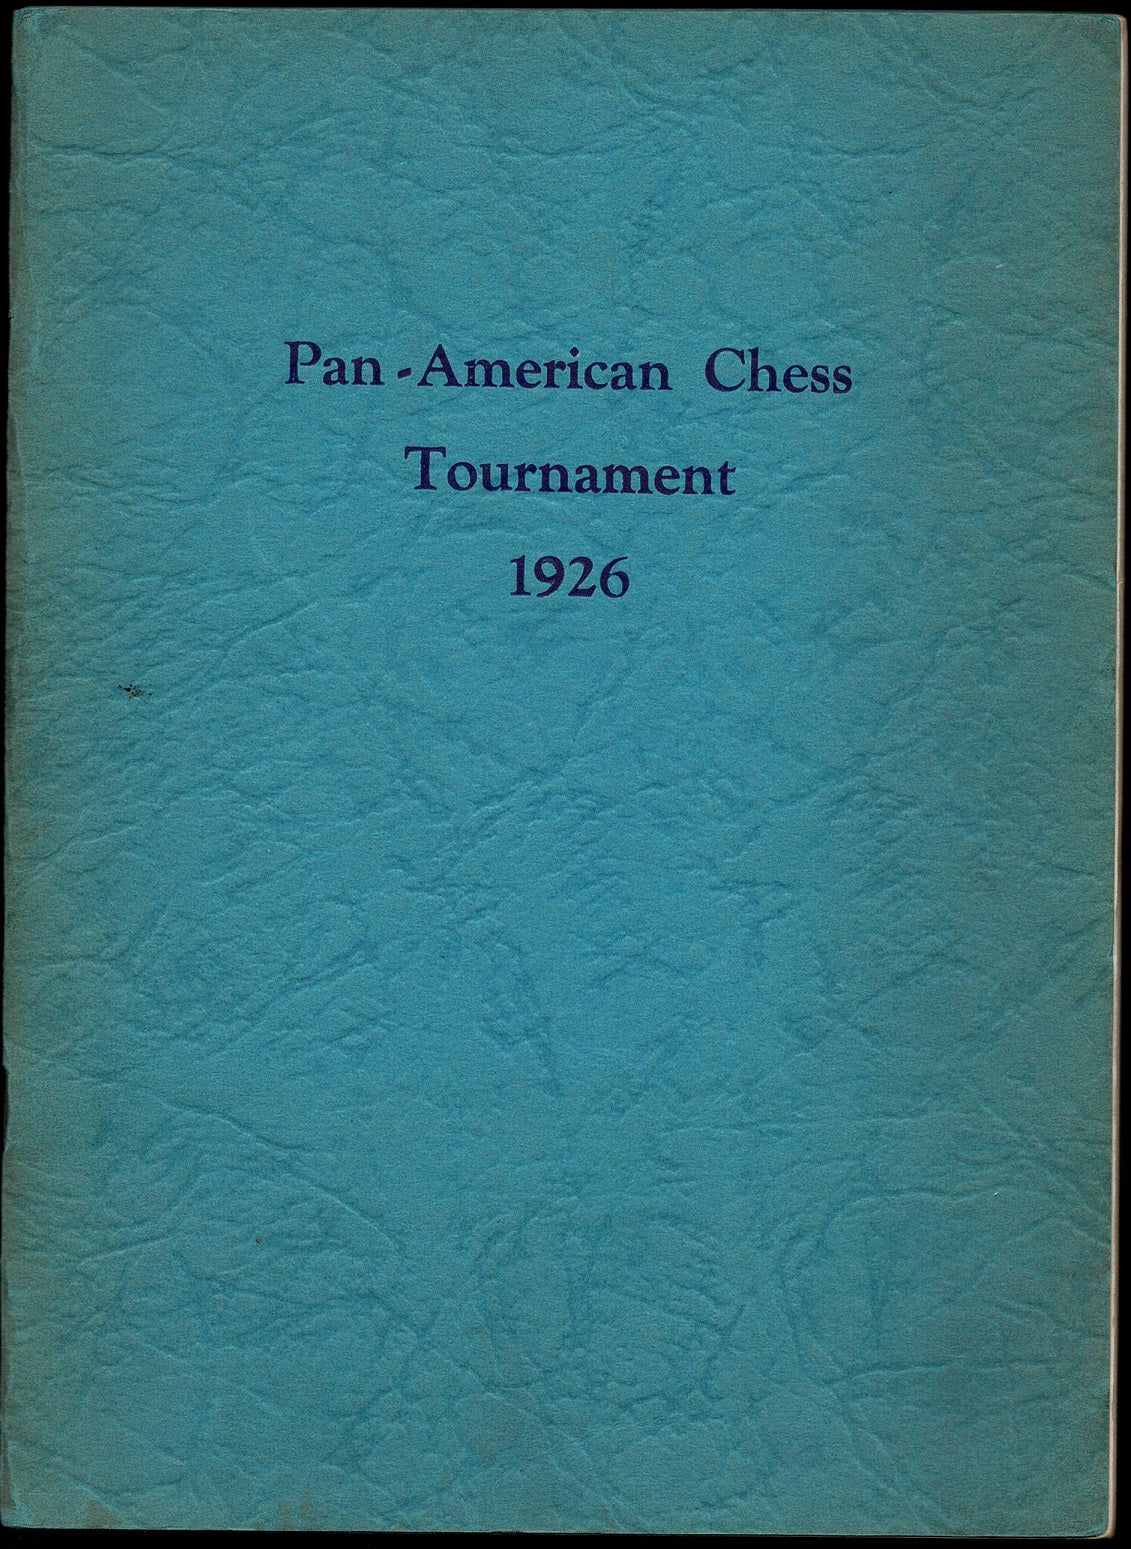 Pan-American Chess
Tournament
1926